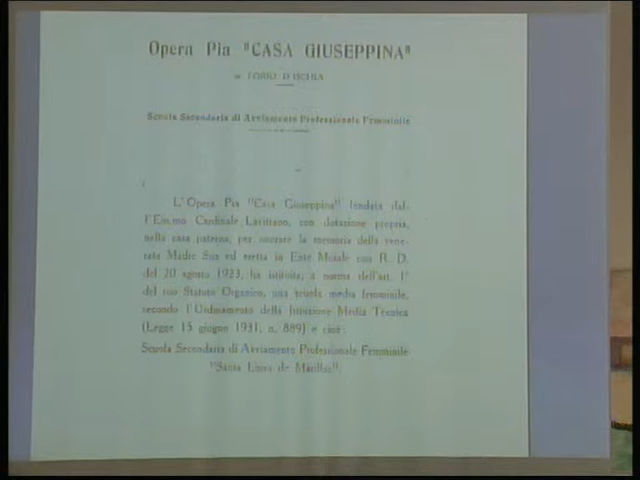 Opera Pia "CASA GIUSEPPINA"
FORIO D'ISCHIA
Scuola Secondaria di Avviamento Professionale Femminile
L'Opera Pia "Casa Giuseppina" fondata dal-
l'Em.mo Cardinale Lavitrano, con dotazione propria,
nella casa paterna, per onorare la memoria della vene-
rata Madre Sua ed eretta in Ente Morale con R. D.
del 20 agosto 1923, ha istituita, a norma dell'art. 1°
del suo Statuto Organico, una scuola media femminile,
secondo l'Ordinamento della Istruzione Media Tecnica
(Legge 15 giugno 1931, n. 889) e cioè:
Scuola Secondaria di Avviamento Professionale Femminile
"Santa Luisa de Marillac".